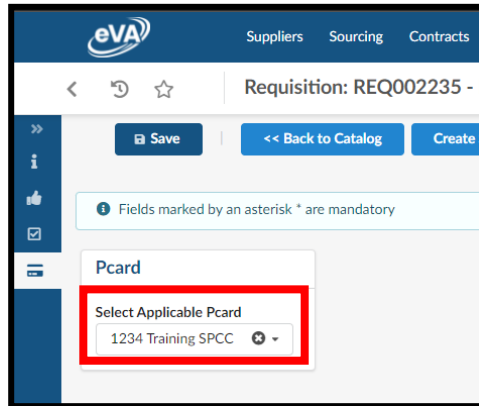 eVA
Suppliers Sourcing Contracts
Requisition: REQ002235 -
Save
<< Back to Catalog
Create
Fields marked by an asterisk * are mandatory
Pcard
Select Applicable Pcard
1234 Training SPCC